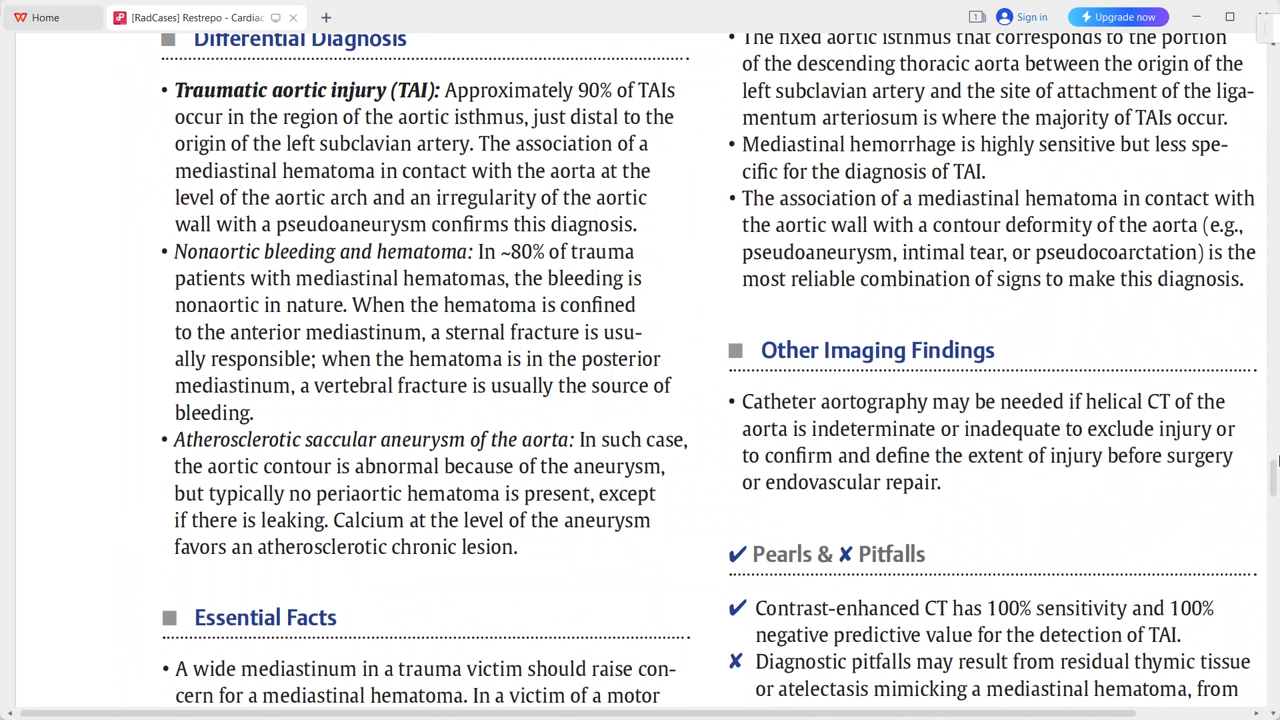 Home
[RadCases] Restrepo - Cardiac
1
Sign in
Upgrade now
Differential Diagnosis
• Traumatic aortic injury (TAI): Approximately 90% of TAIs
occur in the region of the aortic isthmus, just distal to the
origin of the left subclavian artery. The association of a
mediastinal hematoma in contact with the aorta at the
level of the aortic arch and an irregularity of the aortic
wall with a pseudoaneurysm confirms this diagnosis.
• Nonaortic bleeding and hematoma: In ~80% of trauma
patients with mediastinal hematomas, the bleeding is
nonaortic in nature. When the hematoma is confined
to the anterior mediastinum, a sternal fracture is usu-
ally responsible; when the hematoma is in the posterior
mediastinum, a vertebral fracture is usually the source of
bleeding.
• Atherosclerotic saccular aneurysm of the aorta: In such case,
the aortic contour is abnormal because of the aneurysm,
but typically no periaortic hematoma is present, except
if there is leaking. Calcium at the level of the aneurysm
favors an atherosclerotic chronic lesion.
Essential Facts
• A wide mediastinum in a trauma victim should raise con-
cern for a mediastinal hematoma. In a victim of a motor
• The fixed aortic isthmus that corresponds to the portion
of the descending thoracic aorta between the origin of the
left subclavian artery and the site of attachment of the liga-
mentum arteriosum is where the majority of TAIs occur.
• Mediastinal hemorrhage is highly sensitive but less spe-
cific for the diagnosis of TAI.
• The association of a mediastinal hematoma in contact with
the aortic wall with a contour deformity of the aorta (e.g.,
pseudoaneurysm, intimal tear, or pseudocoarctation) is the
most reliable combination of signs to make this diagnosis.
Other Imaging Findings
• Catheter aortography may be needed if helical CT of the
aorta is indeterminate or inadequate to exclude injury or
to confirm and define the extent of injury before surgery
or endovascular repair.
✔ Pearls & ✘ Pitfalls
✔ Contrast-enhanced CT has 100% sensitivity and 100%
negative predictive value for the detection of TAI.
✘ Diagnostic pitfalls may result from residual thymic tissue
or atelectasis mimicking a mediastinal hematoma, from